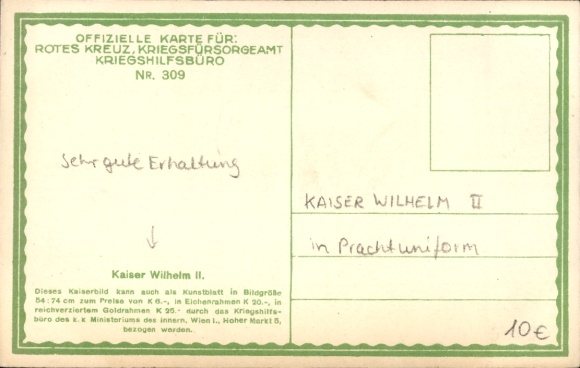 OFFIZIELLE KARTE FÜR:
ROTES KREUZ, KRIEGSFÜRSORGEAMT
KRIEGSHILFSBÜRO
NR. 309
sehr gute Erhaltung
↓
Kaiser Wilhelm II.
Dieses Kaiserbild kann auch als Kunstblatt in Bildgröße
54:74 cm zum Preise von K 6.-, in Eichenrahmen K 20.-, in
reichverziertem Goldrahmen K 25.- durch das Kriegshilfs-
büro des k. k. Ministeriums des Innern, Wien I., Hoher Markt 5,
bezogen werden.
KAISER WILHELM II
in Prachtuniform
10€